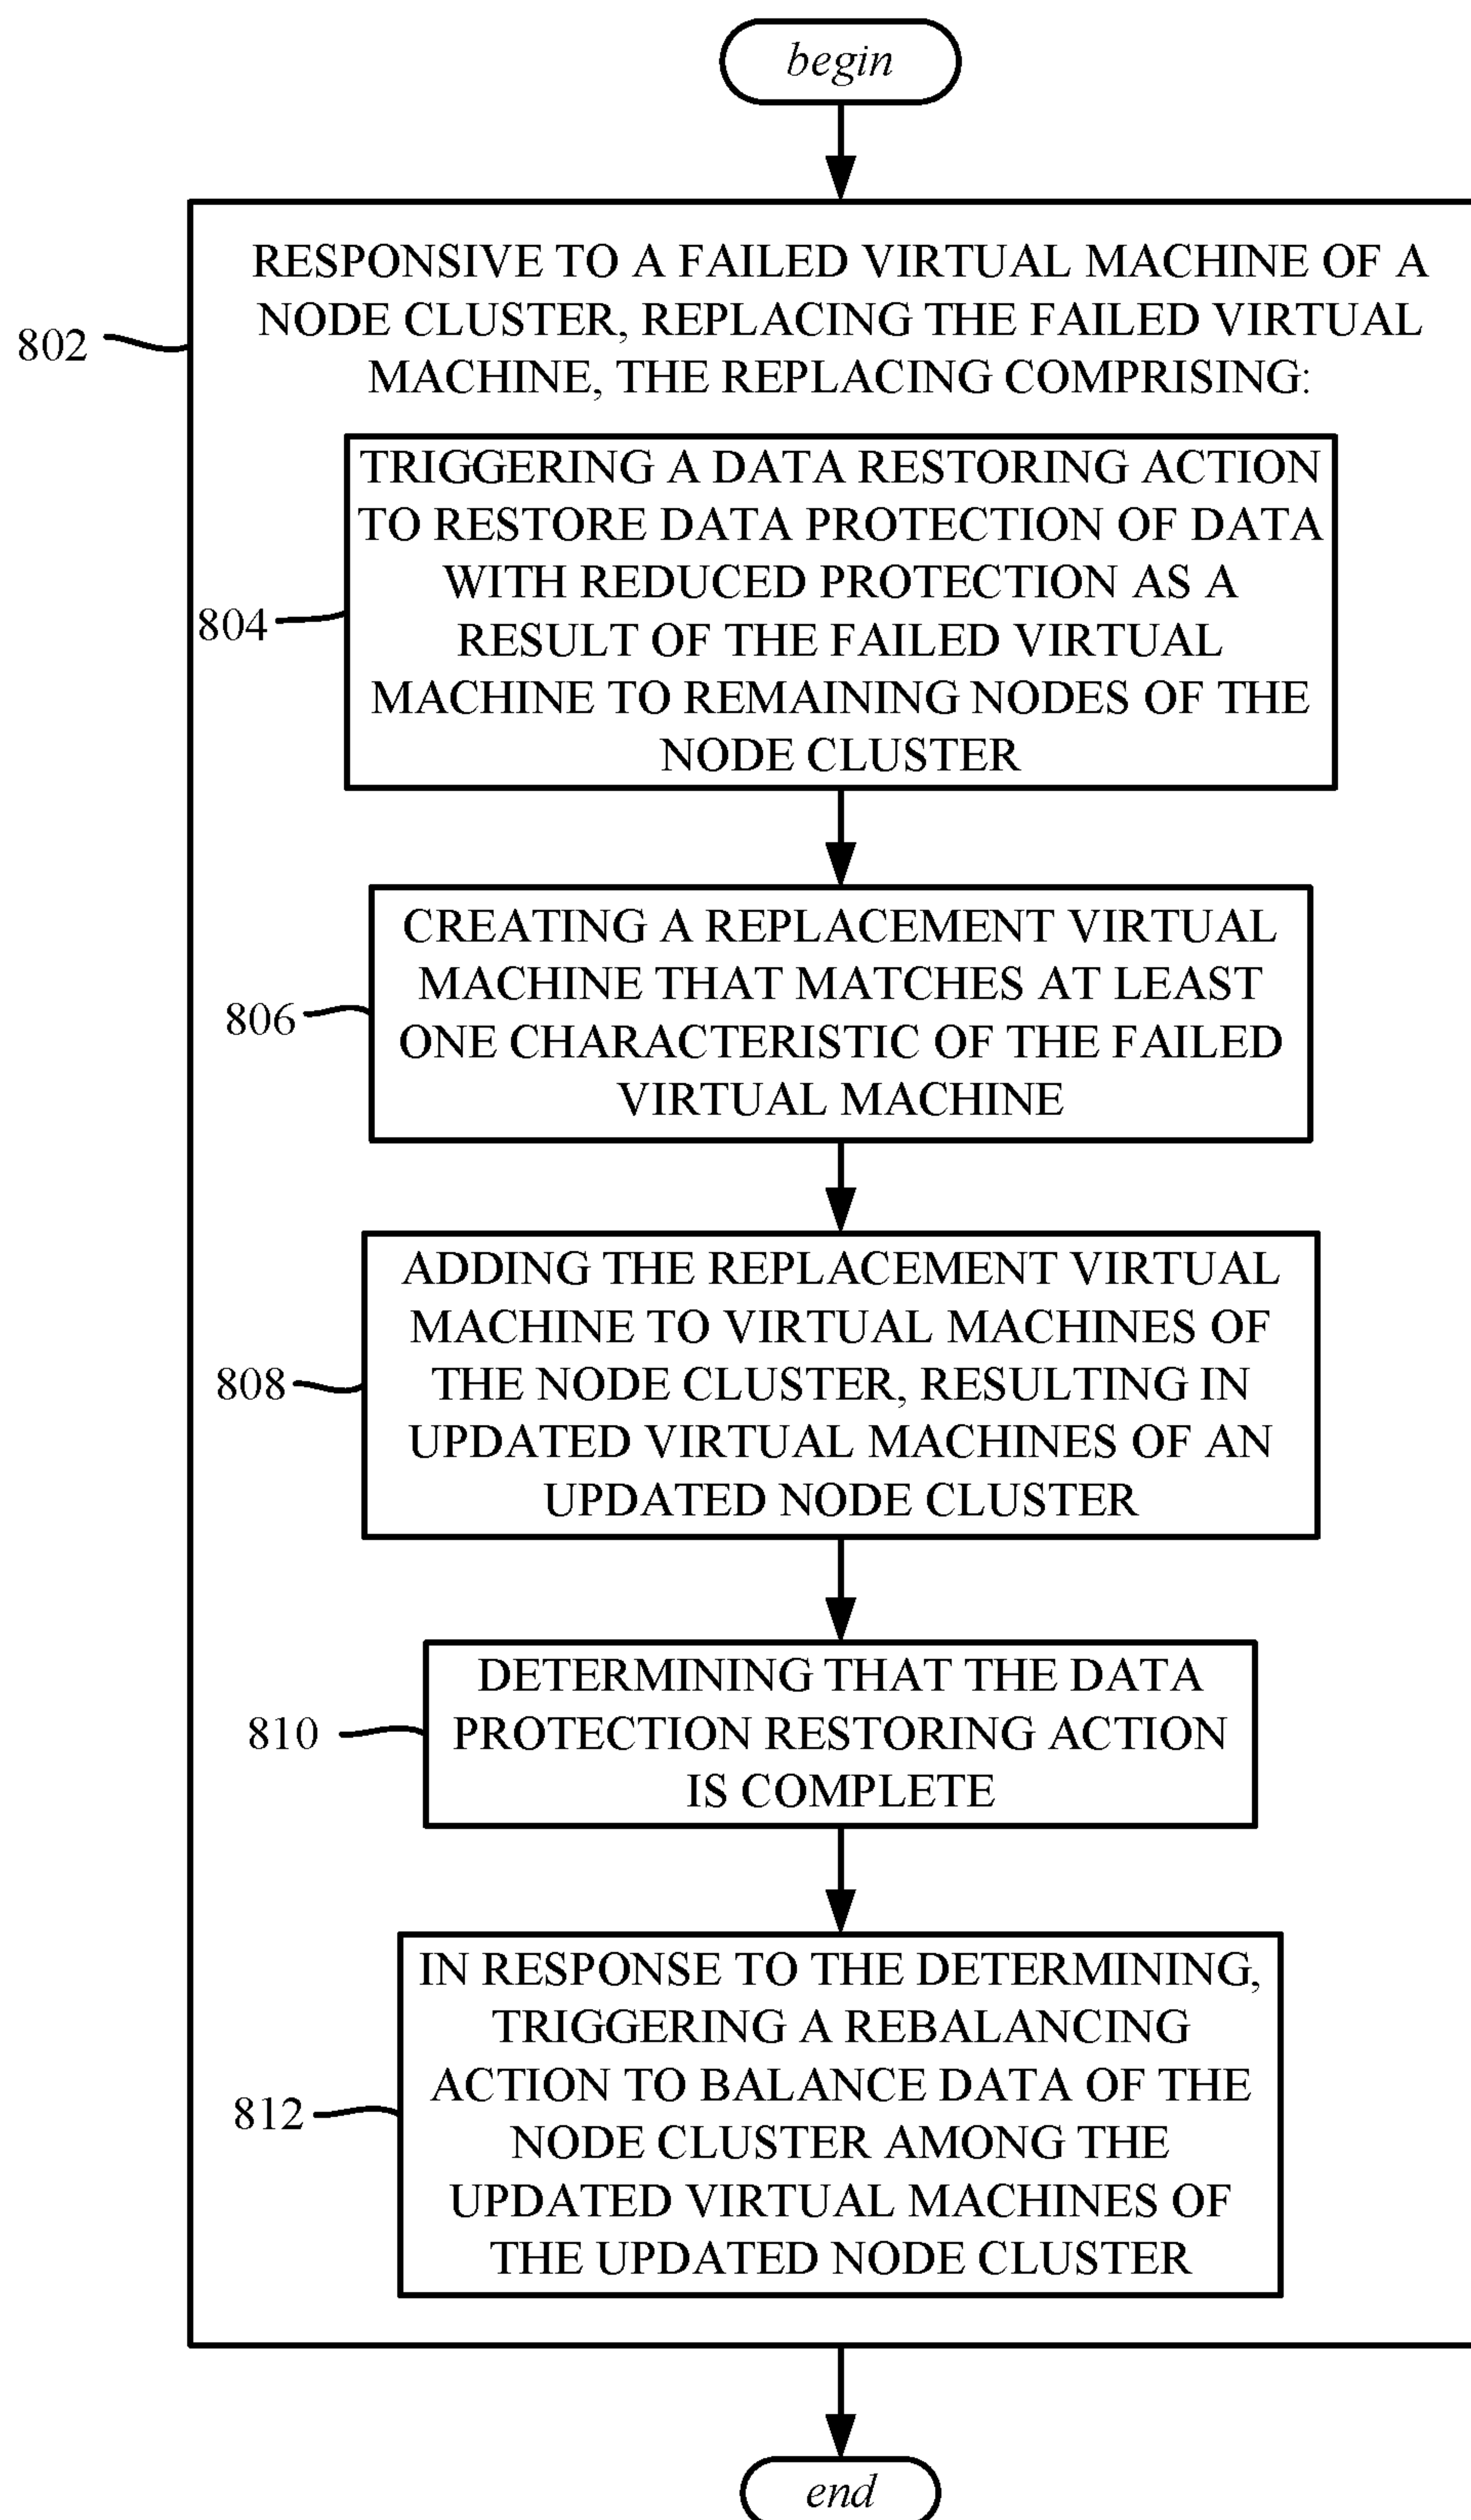 begin
RESPONSIVE TO A FAILED VIRTUAL MACHINE OF A
NODE CLUSTER, REPLACING THE FAILED VIRTUAL
MACHINE, THE REPLACING COMPRISING:
802
TRIGGERING A DATA RESTORING ACTION
TO RESTORE DATA PROTECTION OF DATA
WITH REDUCED PROTECTION AS A
RESULT OF THE FAILED VIRTUAL
MACHINE TO REMAINING NODES OF THE
NODE CLUSTER
804
CREATING A REPLACEMENT VIRTUAL
MACHINE THAT MATCHES AT LEAST
ONE CHARACTERISTIC OF THE FAILED
VIRTUAL MACHINE
806
ADDING THE REPLACEMENT VIRTUAL
MACHINE TO VIRTUAL MACHINES OF
THE NODE CLUSTER, RESULTING IN
UPDATED VIRTUAL MACHINES OF AN
UPDATED NODE CLUSTER
808
DETERMINING THAT THE DATA
PROTECTION RESTORING ACTION
IS COMPLETE
810
IN RESPONSE TO THE DETERMINING,
TRIGGERING A REBALANCING
ACTION TO BALANCE DATA OF THE
NODE CLUSTER AMONG THE
UPDATED VIRTUAL MACHINES OF
THE UPDATED NODE CLUSTER
812
end